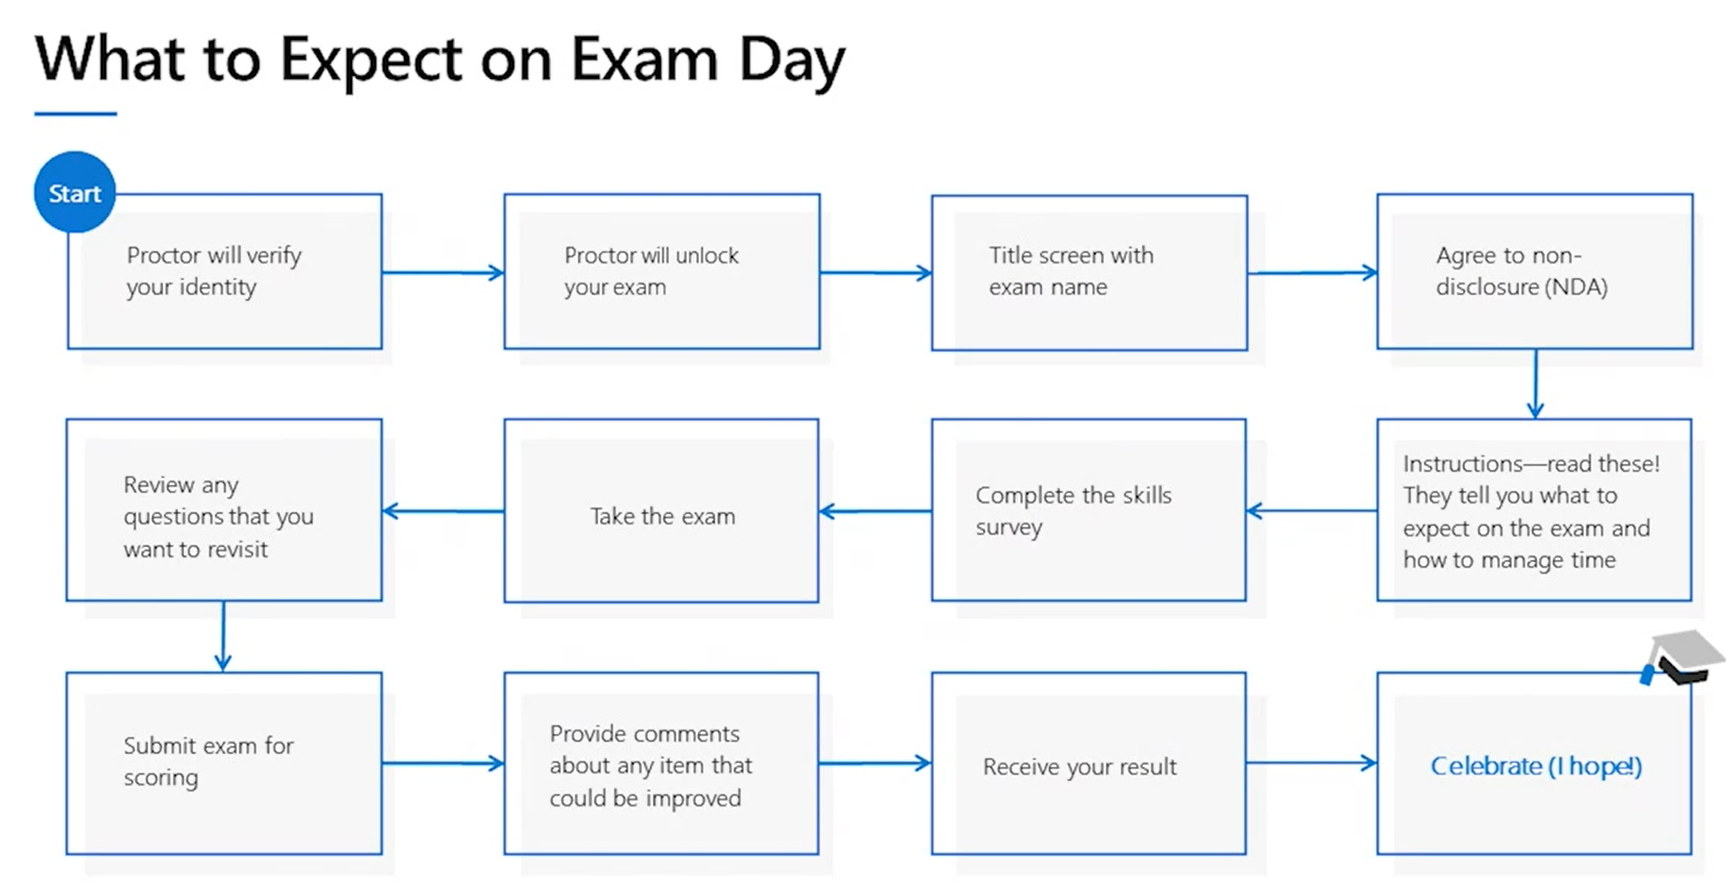 What to Expect on Exam Day
Start
Proctor will verify
your identity
Proctor will unlock
your exam
Title screen with
exam name
Agree to non-
disclosure (NDA)
Instructions—read these!
They tell you what to
expect on the exam and
how to manage time
Complete the skills
survey
Take the exam
Review any
questions that you
want to revisit
Submit exam for
scoring
Provide comments
about any item that
could be improved
Receive your result
Celebrate (I hope!)